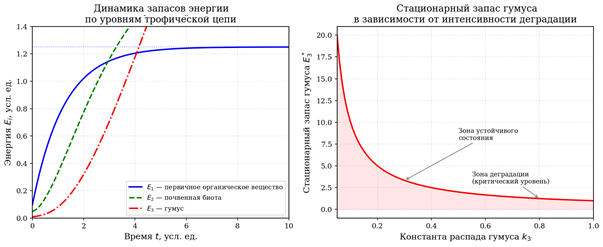 Динамика запасов энергии
по уровням трофической цепи
Энергия Eᵢ, усл. ед.
1.4
1.2
1.0
0.8
0.6
0.4
0.2
0.0
E₁ — первичное органическое вещество
E₂ — почвенная биота
E₃ — гумус
0
2
4
6
8
10
Время t, усл. ед.
Стационарный запас гумуса
в зависимости от интенсивности деградации
Стационарный запас гумуса E₃*
20.0
17.5
15.0
12.5
10.0
7.5
5.0
2.5
0.0
Зона устойчивого
состояния
Зона деградации
(критический уровень)
0.2
0.4
0.6
0.8
1.0
Константа распада гумуса k₃